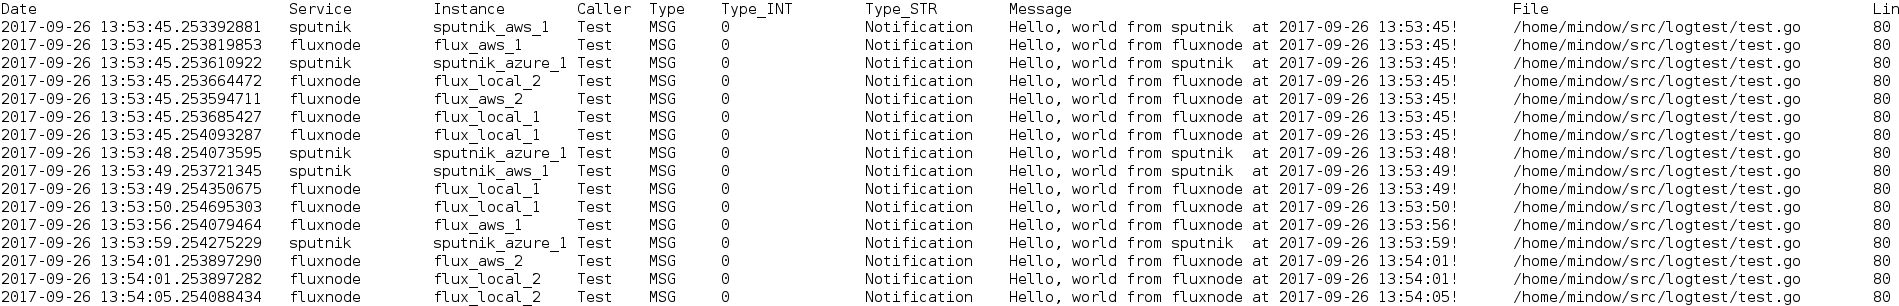 Date Service Instance Caller Type Type_INT Type_STR Message File Lin
2017-09-26 13:53:45.253392881 sputnik sputnik_aws_1 Test MSG 0 Notification Hello, world from sputnik  at 2017-09-26 13:53:45! /home/mindow/src/logtest/test.go 80
2017-09-26 13:53:45.253819853 fluxnode flux_aws_1 Test MSG 0 Notification Hello, world from fluxnode at 2017-09-26 13:53:45! /home/mindow/src/logtest/test.go 80
2017-09-26 13:53:45.253610922 sputnik sputnik_azure_1 Test MSG 0 Notification Hello, world from sputnik  at 2017-09-26 13:53:45! /home/mindow/src/logtest/test.go 80
2017-09-26 13:53:45.253664472 fluxnode flux_local_2 Test MSG 0 Notification Hello, world from fluxnode at 2017-09-26 13:53:45! /home/mindow/src/logtest/test.go 80
2017-09-26 13:53:45.253594711 fluxnode flux_aws_2 Test MSG 0 Notification Hello, world from fluxnode at 2017-09-26 13:53:45! /home/mindow/src/logtest/test.go 80
2017-09-26 13:53:45.253685427 fluxnode flux_local_1 Test MSG 0 Notification Hello, world from fluxnode at 2017-09-26 13:53:45! /home/mindow/src/logtest/test.go 80
2017-09-26 13:53:45.254093287 fluxnode flux_local_1 Test MSG 0 Notification Hello, world from fluxnode at 2017-09-26 13:53:45! /home/mindow/src/logtest/test.go 80
2017-09-26 13:53:48.254073595 sputnik sputnik_azure_1 Test MSG 0 Notification Hello, world from sputnik  at 2017-09-26 13:53:48! /home/mindow/src/logtest/test.go 80
2017-09-26 13:53:49.253721345 sputnik sputnik_aws_1 Test MSG 0 Notification Hello, world from sputnik  at 2017-09-26 13:53:49! /home/mindow/src/logtest/test.go 80
2017-09-26 13:53:49.254350675 fluxnode flux_local_1 Test MSG 0 Notification Hello, world from fluxnode at 2017-09-26 13:53:49! /home/mindow/src/logtest/test.go 80
2017-09-26 13:53:50.254695303 fluxnode flux_local_1 Test MSG 0 Notification Hello, world from fluxnode at 2017-09-26 13:53:50! /home/mindow/src/logtest/test.go 80
2017-09-26 13:53:56.254079464 fluxnode flux_aws_1 Test MSG 0 Notification Hello, world from fluxnode at 2017-09-26 13:53:56! /home/mindow/src/logtest/test.go 80
2017-09-26 13:53:59.254275229 sputnik sputnik_azure_1 Test MSG 0 Notification Hello, world from sputnik  at 2017-09-26 13:53:59! /home/mindow/src/logtest/test.go 80
2017-09-26 13:54:01.253897290 fluxnode flux_aws_2 Test MSG 0 Notification Hello, world from fluxnode at 2017-09-26 13:54:01! /home/mindow/src/logtest/test.go 80
2017-09-26 13:54:01.253897282 fluxnode flux_local_2 Test MSG 0 Notification Hello, world from fluxnode at 2017-09-26 13:54:01! /home/mindow/src/logtest/test.go 80
2017-09-26 13:54:05.254088434 fluxnode flux_local_2 Test MSG 0 Notification Hello, world from fluxnode at 2017-09-26 13:54:05! /home/mindow/src/logtest/test.go 80